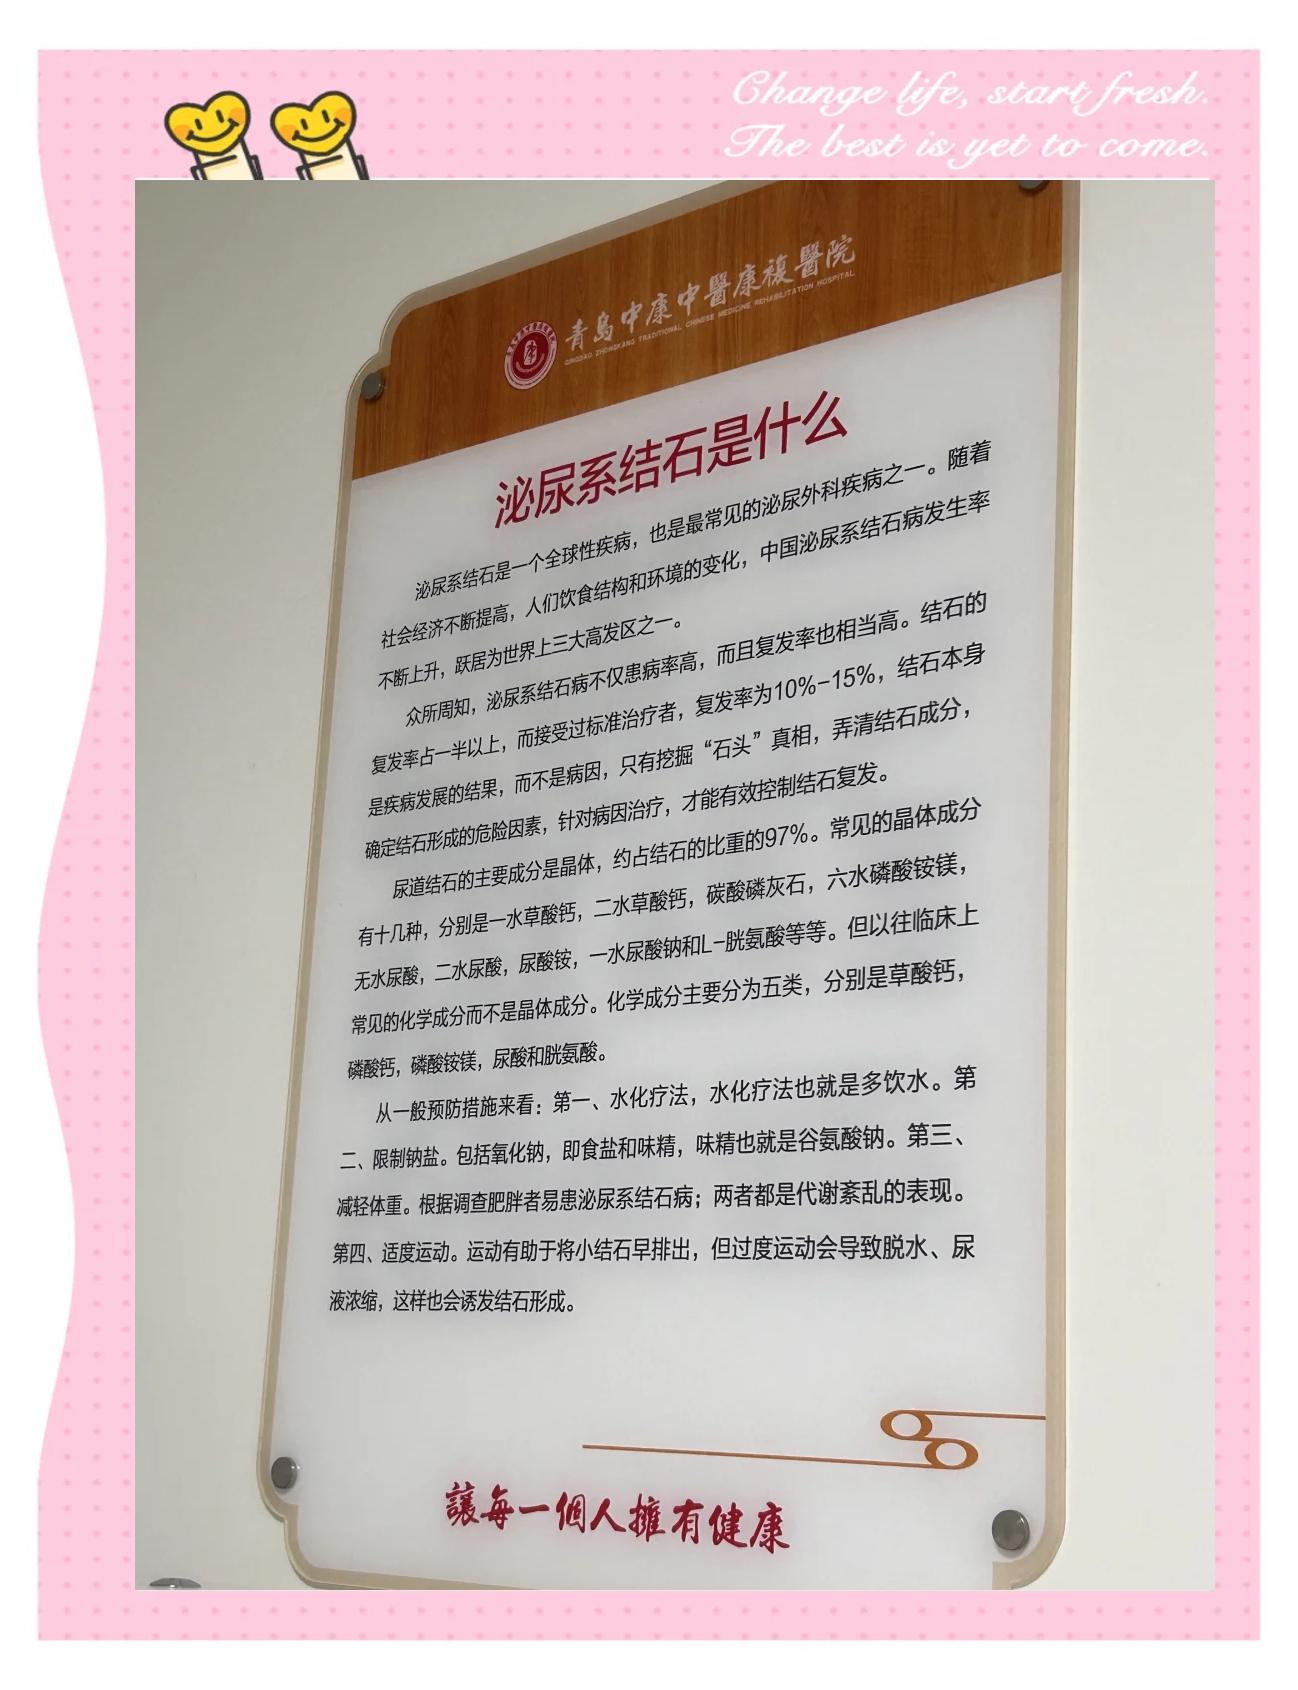 Change life, start fresh.
The best is yet to come.
青島中康中醫康複醫院
QINGDAO ZHONGKANG TRADITIONAL CHINESE MEDICINE REHABILITATION HOSPITAL
泌尿系结石是什么
泌尿系结石是一个全球性疾病，也是最常见的泌尿外科疾病之一。随着
社会经济不断提高，人们饮食结构和环境的变化，中国泌尿系结石病发生率
不断上升，跃居为世界上三大高发区之一。
众所周知，泌尿系结石病不仅患病率高，而且复发率也相当高。结石的
复发率占一半以上，而接受过标准治疗者，复发率为10%-15%，结石本身
是疾病发展的结果，而不是病因，只有挖掘“石头”真相，弄清结石成分，
确定结石形成的危险因素，针对病因治疗，才能有效控制结石复发。
尿道结石的主要成分是晶体，约占结石的比重的97%。常见的晶体成分
有十几种，分别是一水草酸钙，二水草酸钙，碳酸磷灰石，六水磷酸铵镁，
无水尿酸，二水尿酸，尿酸铵，一水尿酸钠和L-胱氨酸等等。但以往临床上
常见的化学成分而不是晶体成分。化学成分主要分为五类，分别是草酸钙，
磷酸钙，磷酸铵镁，尿酸和胱氨酸。
从一般预防措施来看：第一、水化疗法，水化疗法也就是多饮水。第
二、限制钠盐。包括氧化钠，即食盐和味精，味精也就是谷氨酸钠。第三、
减轻体重。根据调查肥胖者易患泌尿系结石病；两者都是代谢紊乱的表现。
第四、适度运动。运动有助于将小结石早排出，但过度运动会导致脱水、尿
液浓缩，这样也会诱发结石形成。
讓每一個人擁有健康